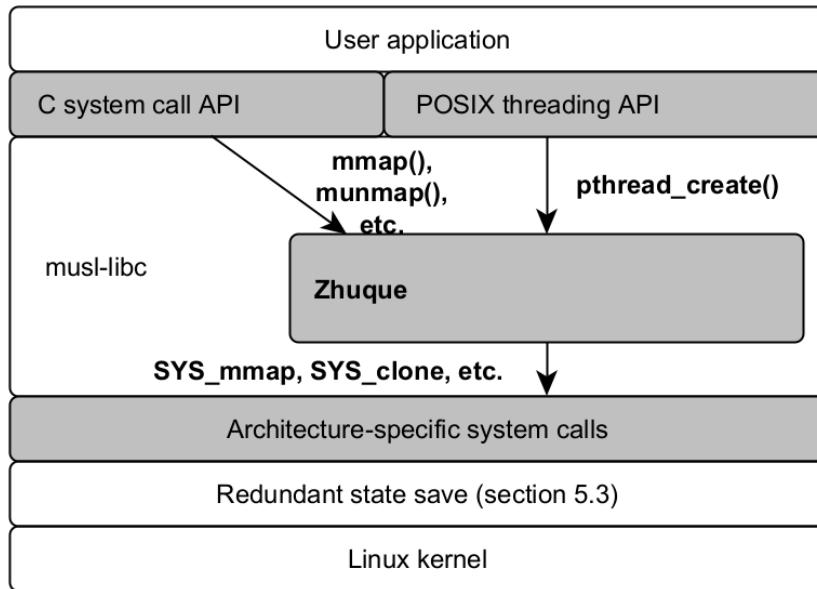 User application
C system call API
POSIX threading API
mmap(),
munmap(),
etc.
pthread_create()
musl-libc
Zhuque
SYS_mmap, SYS_clone, etc.
Architecture-specific system calls
Redundant state save (section 5.3)
Linux kernel